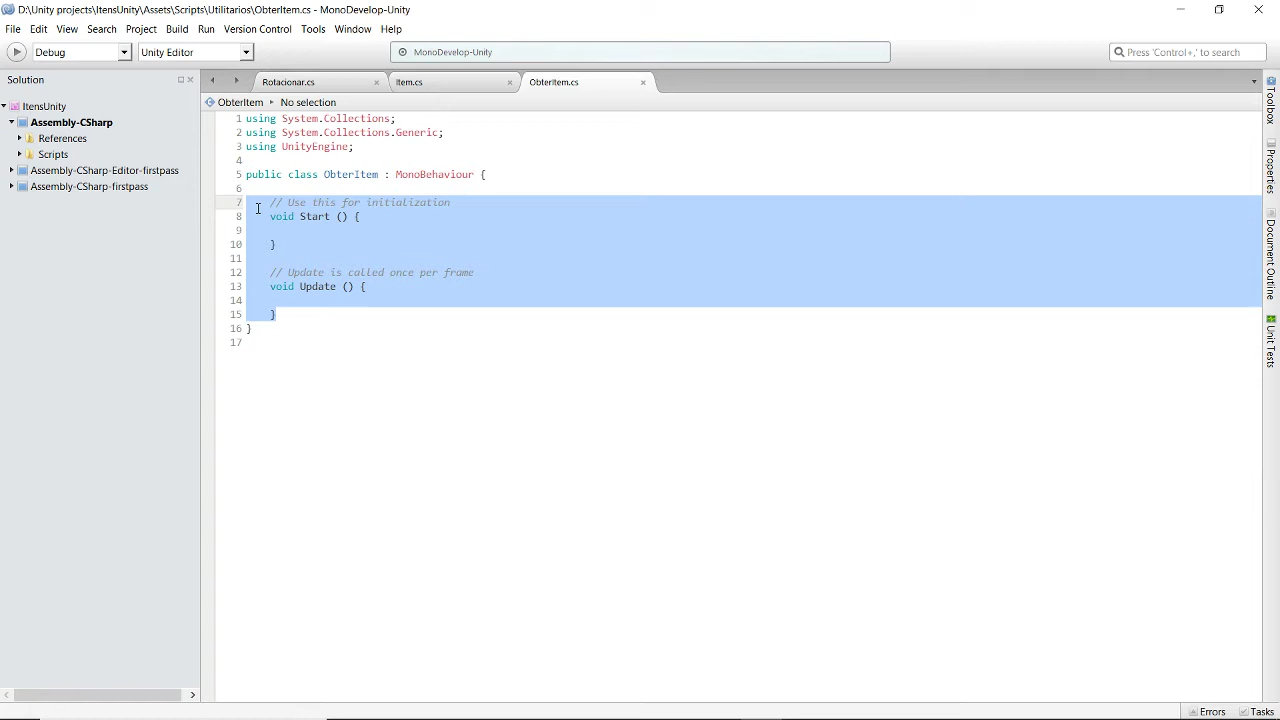 D:\Unity projects\ItensUnity\Assets\Scripts\Utilitarios\ObterItem.cs - MonoDevelop-Unity
File Edit View Search Project Build Run Version Control Tools Window Help
Debug Unity Editor MonoDevelop-Unity Press 'Control+,' to search
Solution
Rotacionar.cs Item.cs ObterItem.cs
ObterItem No selection
ItensUnity
Assembly-CSharp
References
Scripts
Assembly-CSharp-Editor-firstpass
Assembly-CSharp-firstpass
1 using System.Collections;
2 using System.Collections.Generic;
3 using UnityEngine;
4
5 public class ObterItem : MonoBehaviour {
6
7 // Use this for initialization
8 void Start () {
9
10 }
11
12 // Update is called once per frame
13 void Update () {
14
15 }
16 }
17
Toolbox
Properties
Document Outline
Unit Tests
Errors Tasks